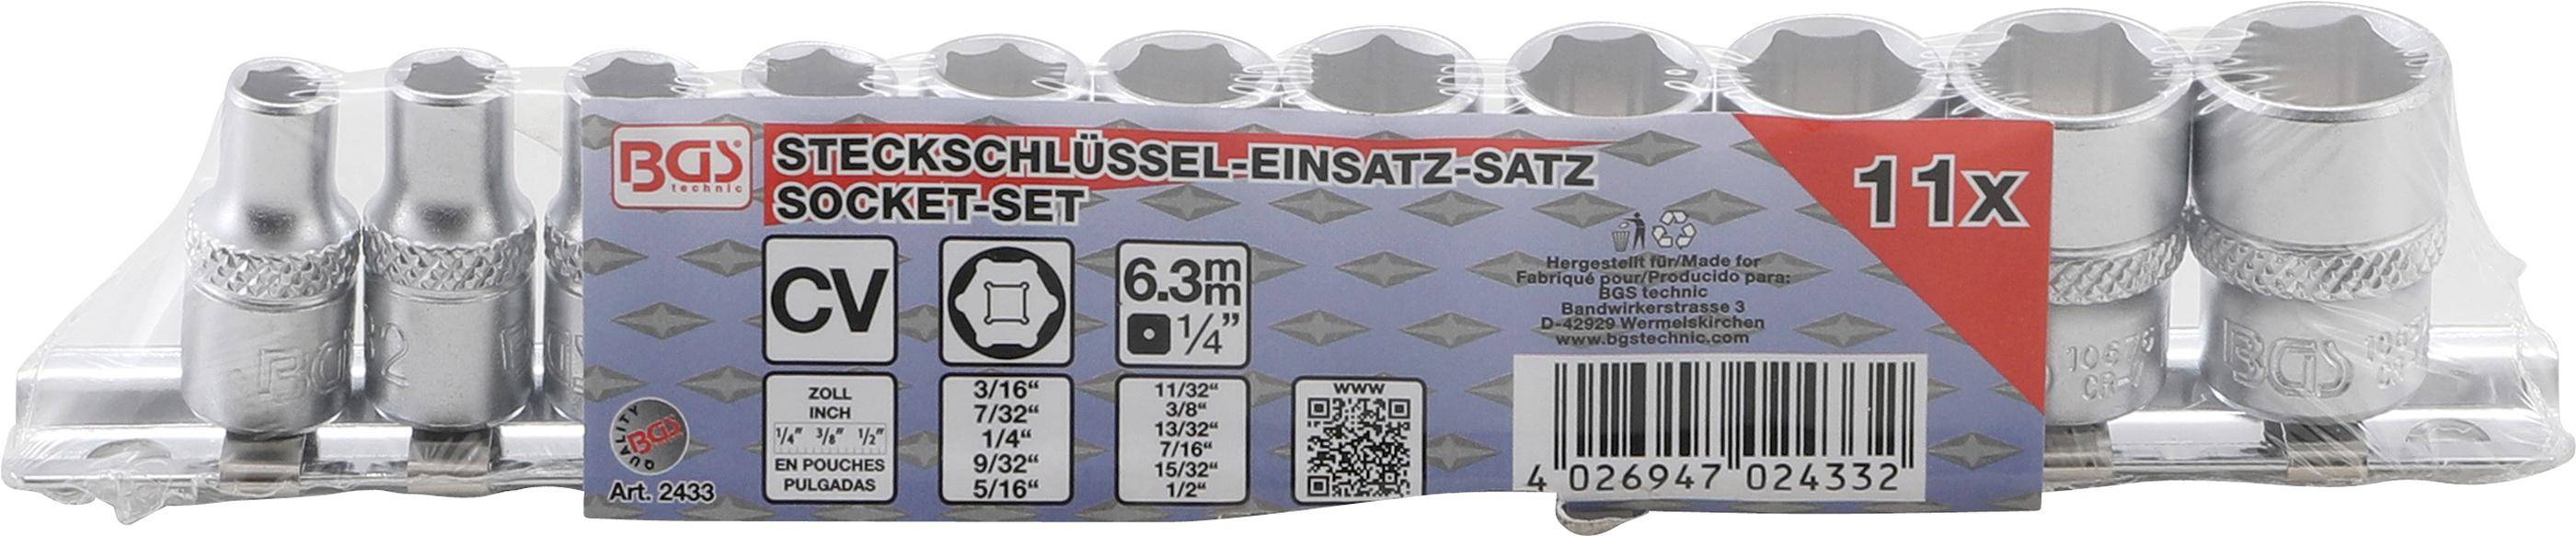 BGS
technic
STECKSCHLÜSSEL-EINSATZ-SATZ
SOCKET-SET
11x
CV
6.3mm
1/4”
Hergestellt für/Made for
Fabriqué pour/Producido para:
BGS technic
Bandwirkerstrasse 3
D-42929 Wermelskirchen
www.bgstechnic.com
QUALITY
BGS
Art. 2433
ZOLL
INCH
1/4” 3/8” 1/2”
EN POUCHES
PULGADAS
3/16“
7/32“
1/4“
9/32“
5/16“
11/32“
3/8“
13/32“
7/16“
15/32“
1/2“
www
4 026947 024332
BGS
10676
BGS